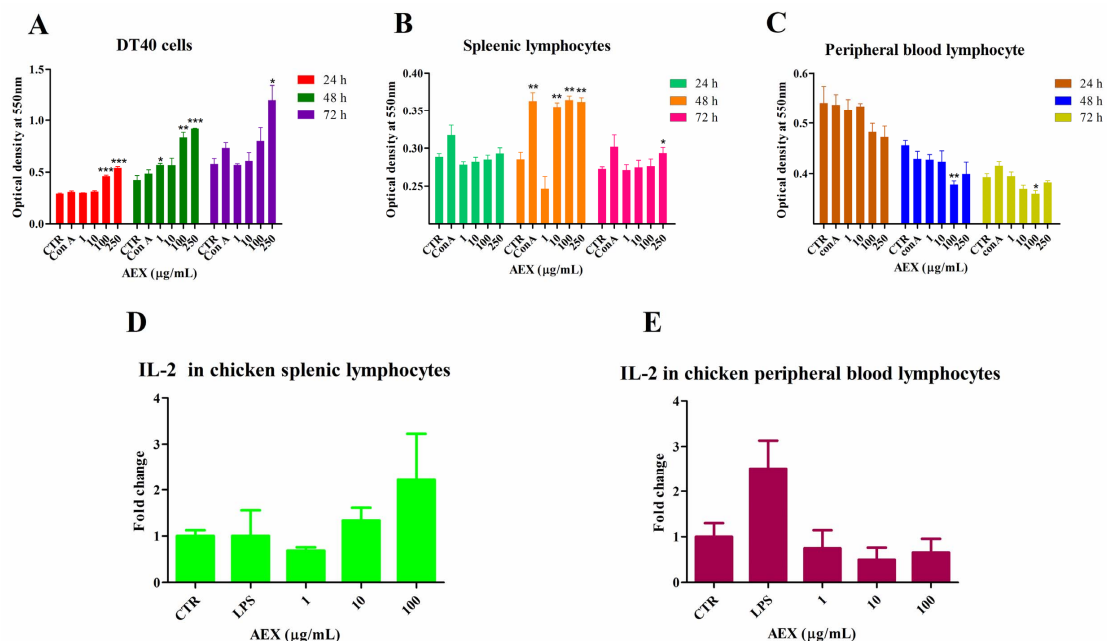 A
DT40 cells
Optical density at 550nm
1.5
1.0
0.5
0.0
***
***
*
**
***
*
24 h
48 h
72 h
CTR
Con A
1
10
100
250
CTR
Con A
1
10
100
250
CTR
Con A
1
10
100
250
AEX (µg/mL)
B
Spleenic lymphocytes
Optical density at 550nm
0.40
0.35
0.30
0.25
**
**
**
**
*
24 h
48 h
72 h
CTR
ConA
1
10
100
250
CTR
ConA
1
10
100
250
CTR
ConA
1
10
100
250
AEX (µg/mL)
C
Peripheral blood lymphocyte
Optical density at 550nm
0.6
0.5
0.4
**
*
24 h
48 h
72 h
CTR
conA
1
10
100
250
CTR
conA
1
10
100
250
CTR
conA
1
10
100
250
AEX (µg/mL)
D
IL-2 in chicken splenic lymphocytes
Fold change
4
3
2
1
0
CTR
LPS
1
10
100
AEX (µg/mL)
E
IL-2 in chicken peripheral blood lymphocytes
Fold change
4
3
2
1
0
CTR
LPS
1
10
100
AEX (µg/mL)